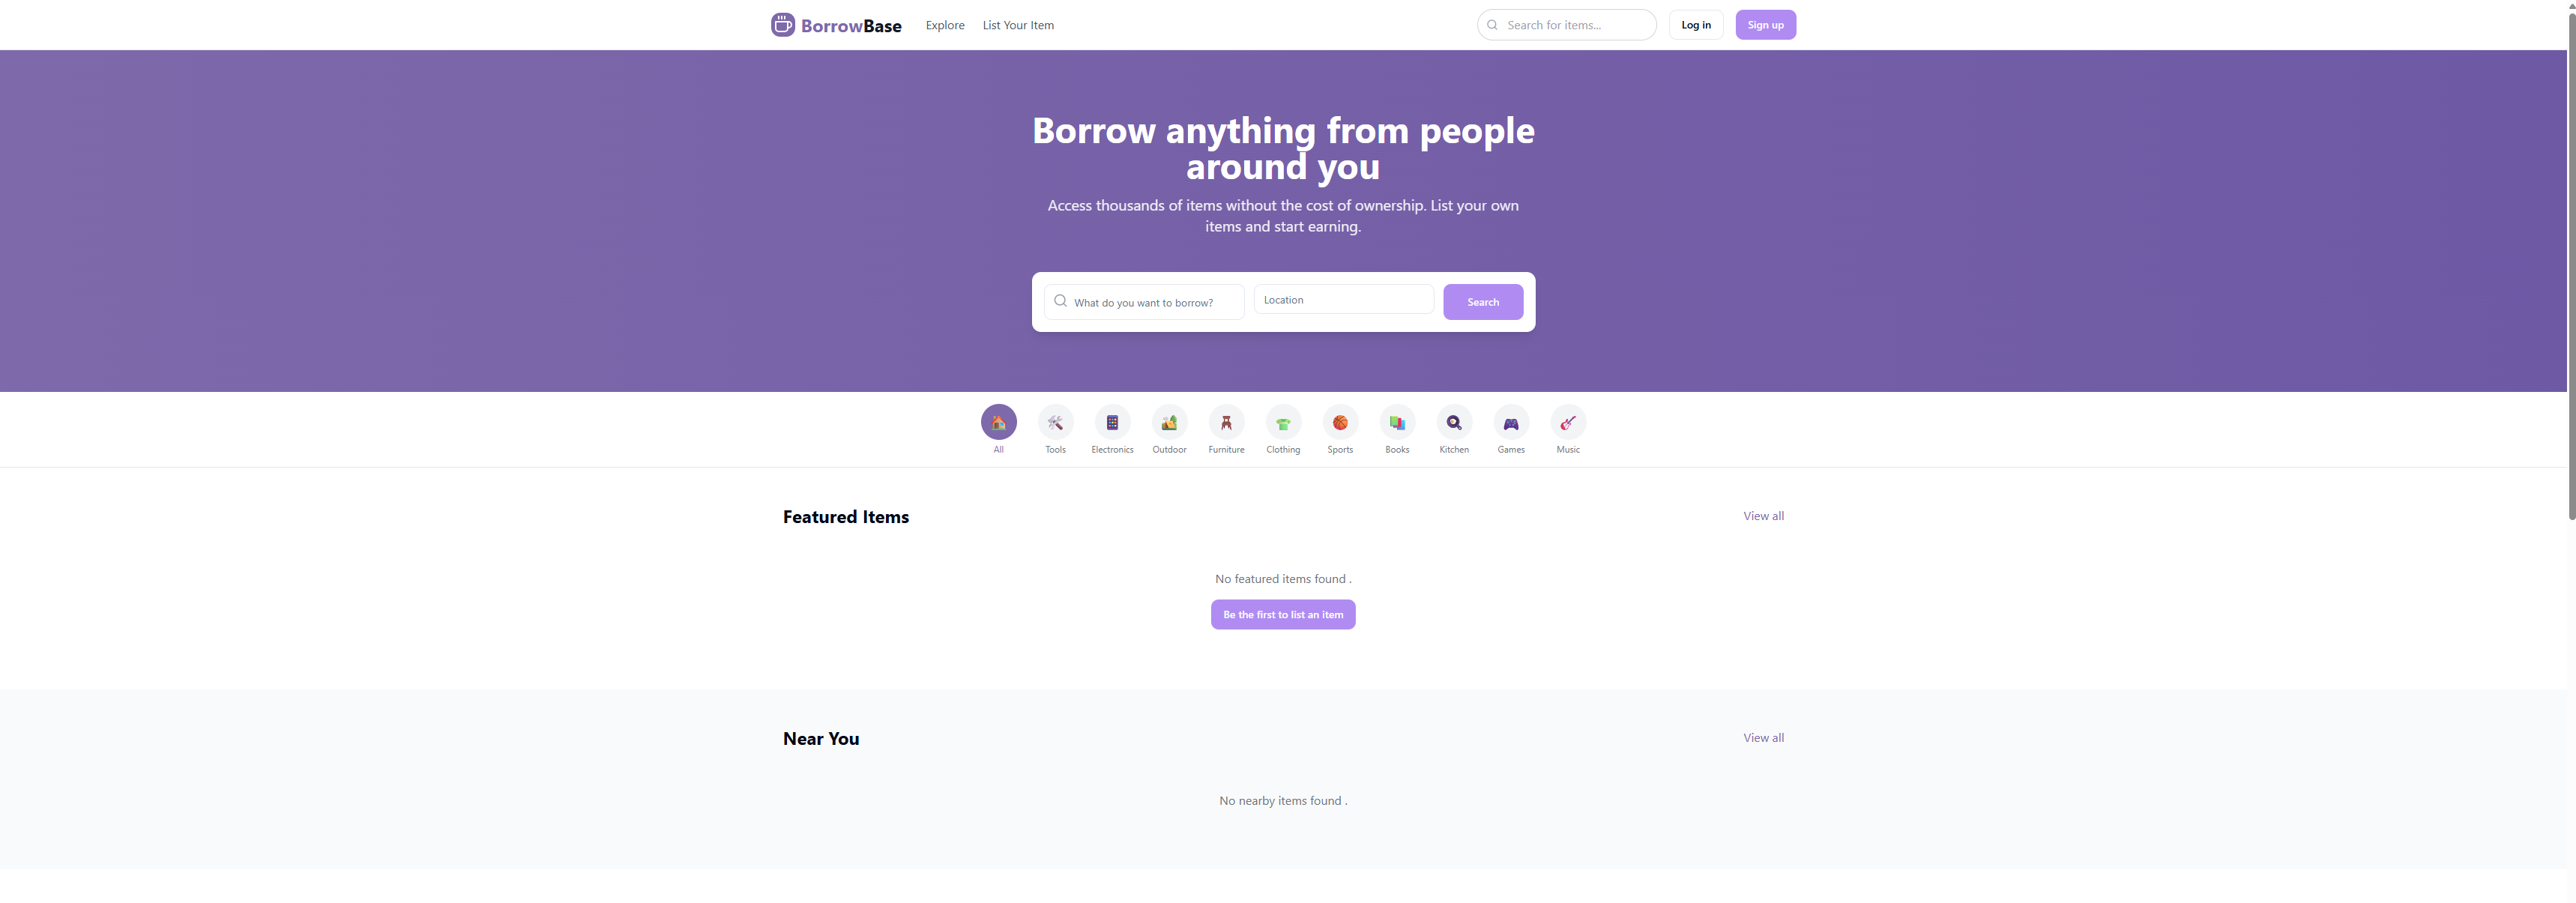 BorrowBase
Explore
List Your Item
Search for items...
Log in
Sign up
Borrow anything from people
around you
Access thousands of items without the cost of ownership. List your own
items and start earning.
What do you want to borrow?
Location
Search
All
Tools
Electronics
Outdoor
Furniture
Clothing
Sports
Books
Kitchen
Games
Music
Featured Items
View all
No featured items found .
Be the first to list an item
Near You
View all
No nearby items found .